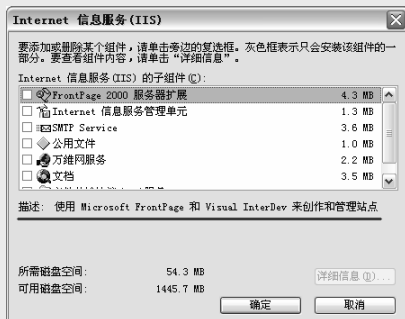 Internet 信息服务(IIS)
要添加或删除某个组件，请单击旁边的复选框。灰色框表示只会安装该组件的一
部分。要查看组件内容，请单击“详细信息”。
Internet 信息服务(IIS) 的子组件(C):
FrontPage 2000 服务器扩展 4.3 MB
Internet 信息服务管理单元 1.3 MB
SMTP Service 3.6 MB
公用文件 1.0 MB
万维网服务 2.2 MB
文档 3.5 MB
描述: 使用 Microsoft FrontPage 和 Visual InterDev 来创作和管理站点
所需磁盘空间: 54.3 MB
详细信息(D)...
可用磁盘空间: 1445.7 MB
确定 取消